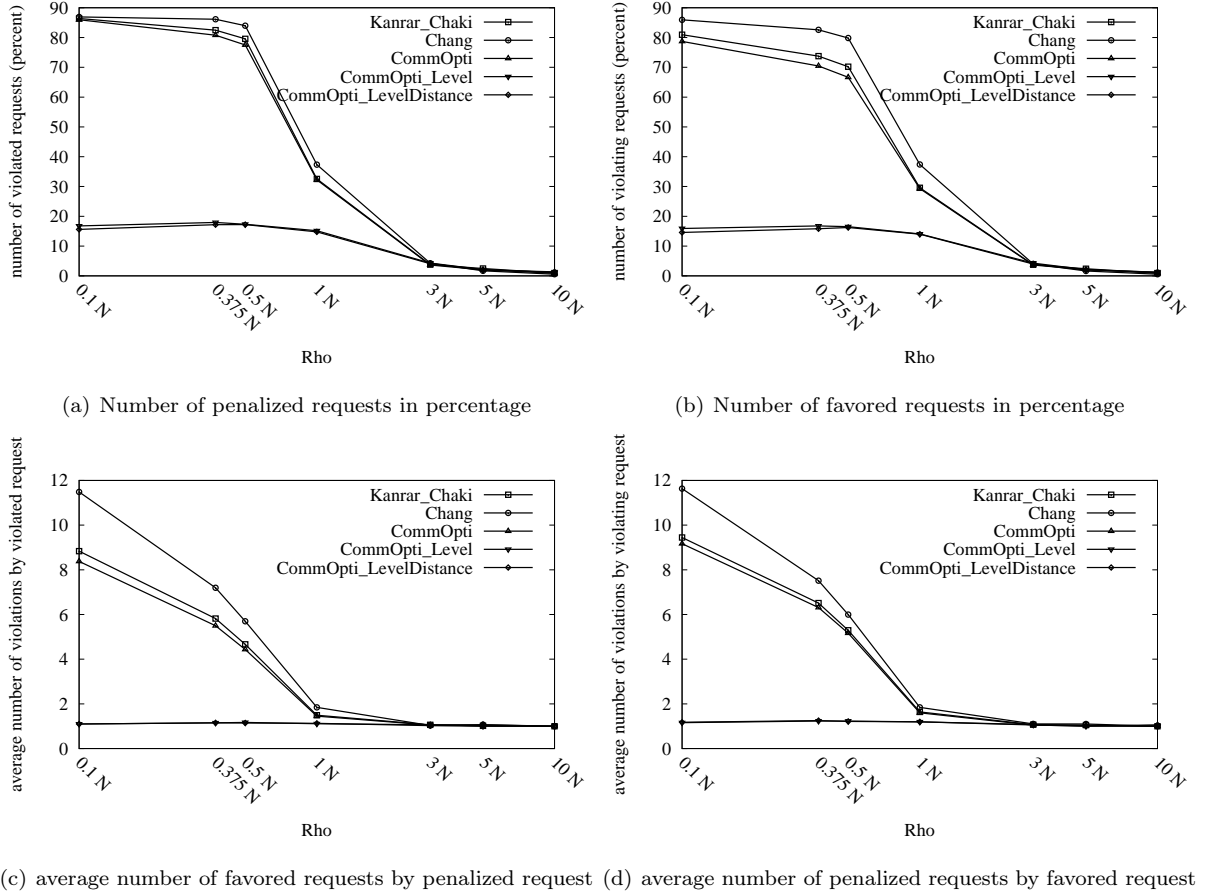 number of violated requests (percent)
90
80
70
60
50
40
30
20
10
0
Kanrar_Chaki
Chang
CommOpti
CommOpti_Level
CommOpti_LevelDistance
0.1 N
0.375 N
0.5 N
1 N
3 N
5 N
10 N
Rho
(a) Number of penalized requests in percentage
number of violating requests (percent)
90
80
70
60
50
40
30
20
10
0
Kanrar_Chaki
Chang
CommOpti
CommOpti_Level
CommOpti_LevelDistance
0.1 N
0.375 N
0.5 N
1 N
3 N
5 N
10 N
Rho
(b) Number of favored requests in percentage
average number of violations by violated request
12
10
8
6
4
2
0
Kanrar_Chaki
Chang
CommOpti
CommOpti_Level
CommOpti_LevelDistance
0.1 N
0.375 N
0.5 N
1 N
3 N
5 N
10 N
Rho
(c) average number of favored requests by penalized request
average number of violations by violating request
12
10
8
6
4
2
0
Kanrar_Chaki
Chang
CommOpti
CommOpti_Level
CommOpti_LevelDistance
0.1 N
0.375 N
0.5 N
1 N
3 N
5 N
10 N
Rho
(d) average number of penalized requests by favored request